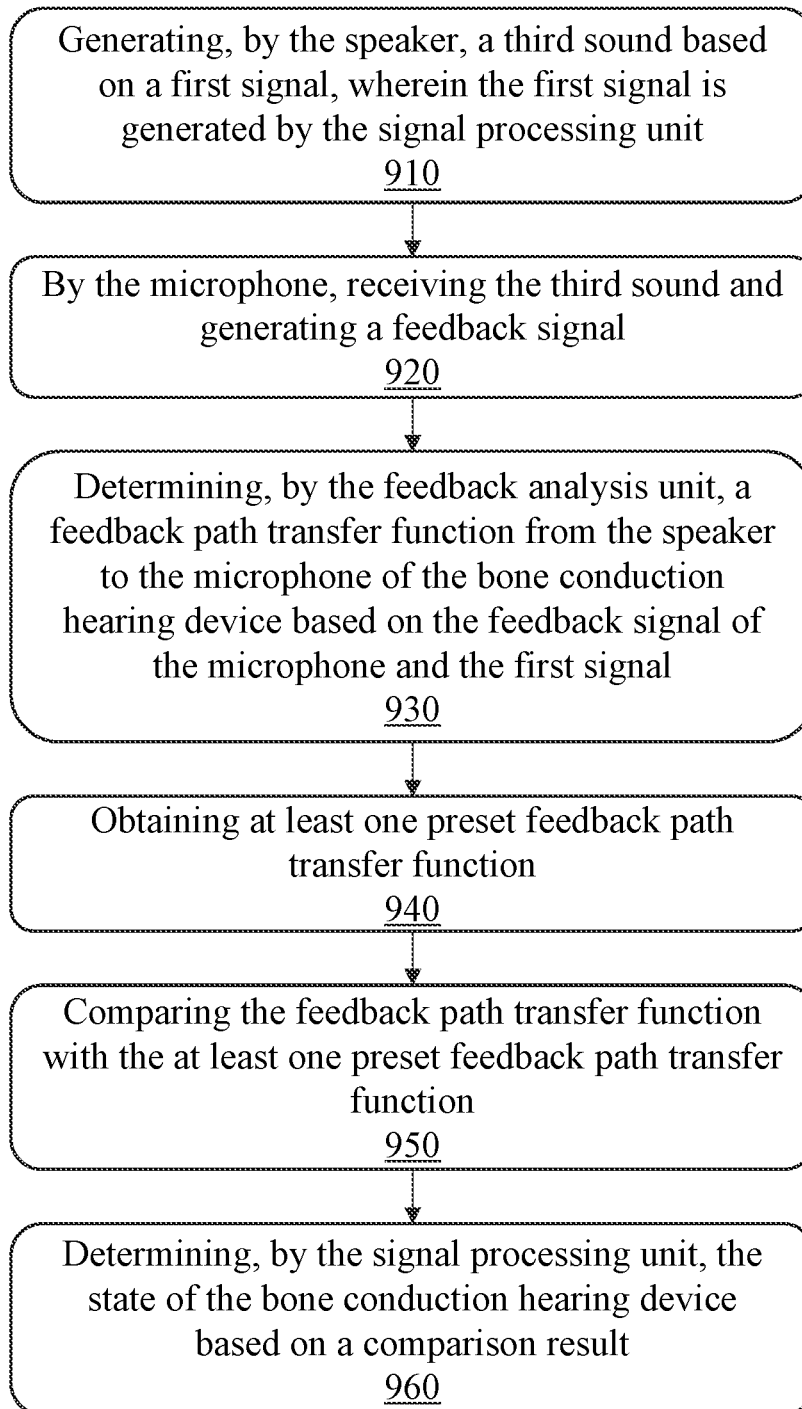 Generating, by the speaker, a third sound based
on a first signal, wherein the first signal is
generated by the signal processing unit
910
By the microphone, receiving the third sound and
generating a feedback signal
920
Determining, by the feedback analysis unit, a
feedback path transfer function from the speaker
to the microphone of the bone conduction
hearing device based on the feedback signal of
the microphone and the first signal
930
Obtaining at least one preset feedback path
transfer function
940
Comparing the feedback path transfer function
with the at least one preset feedback path transfer
function
950
Determining, by the signal processing unit, the
state of the bone conduction hearing device
based on a comparison result
960